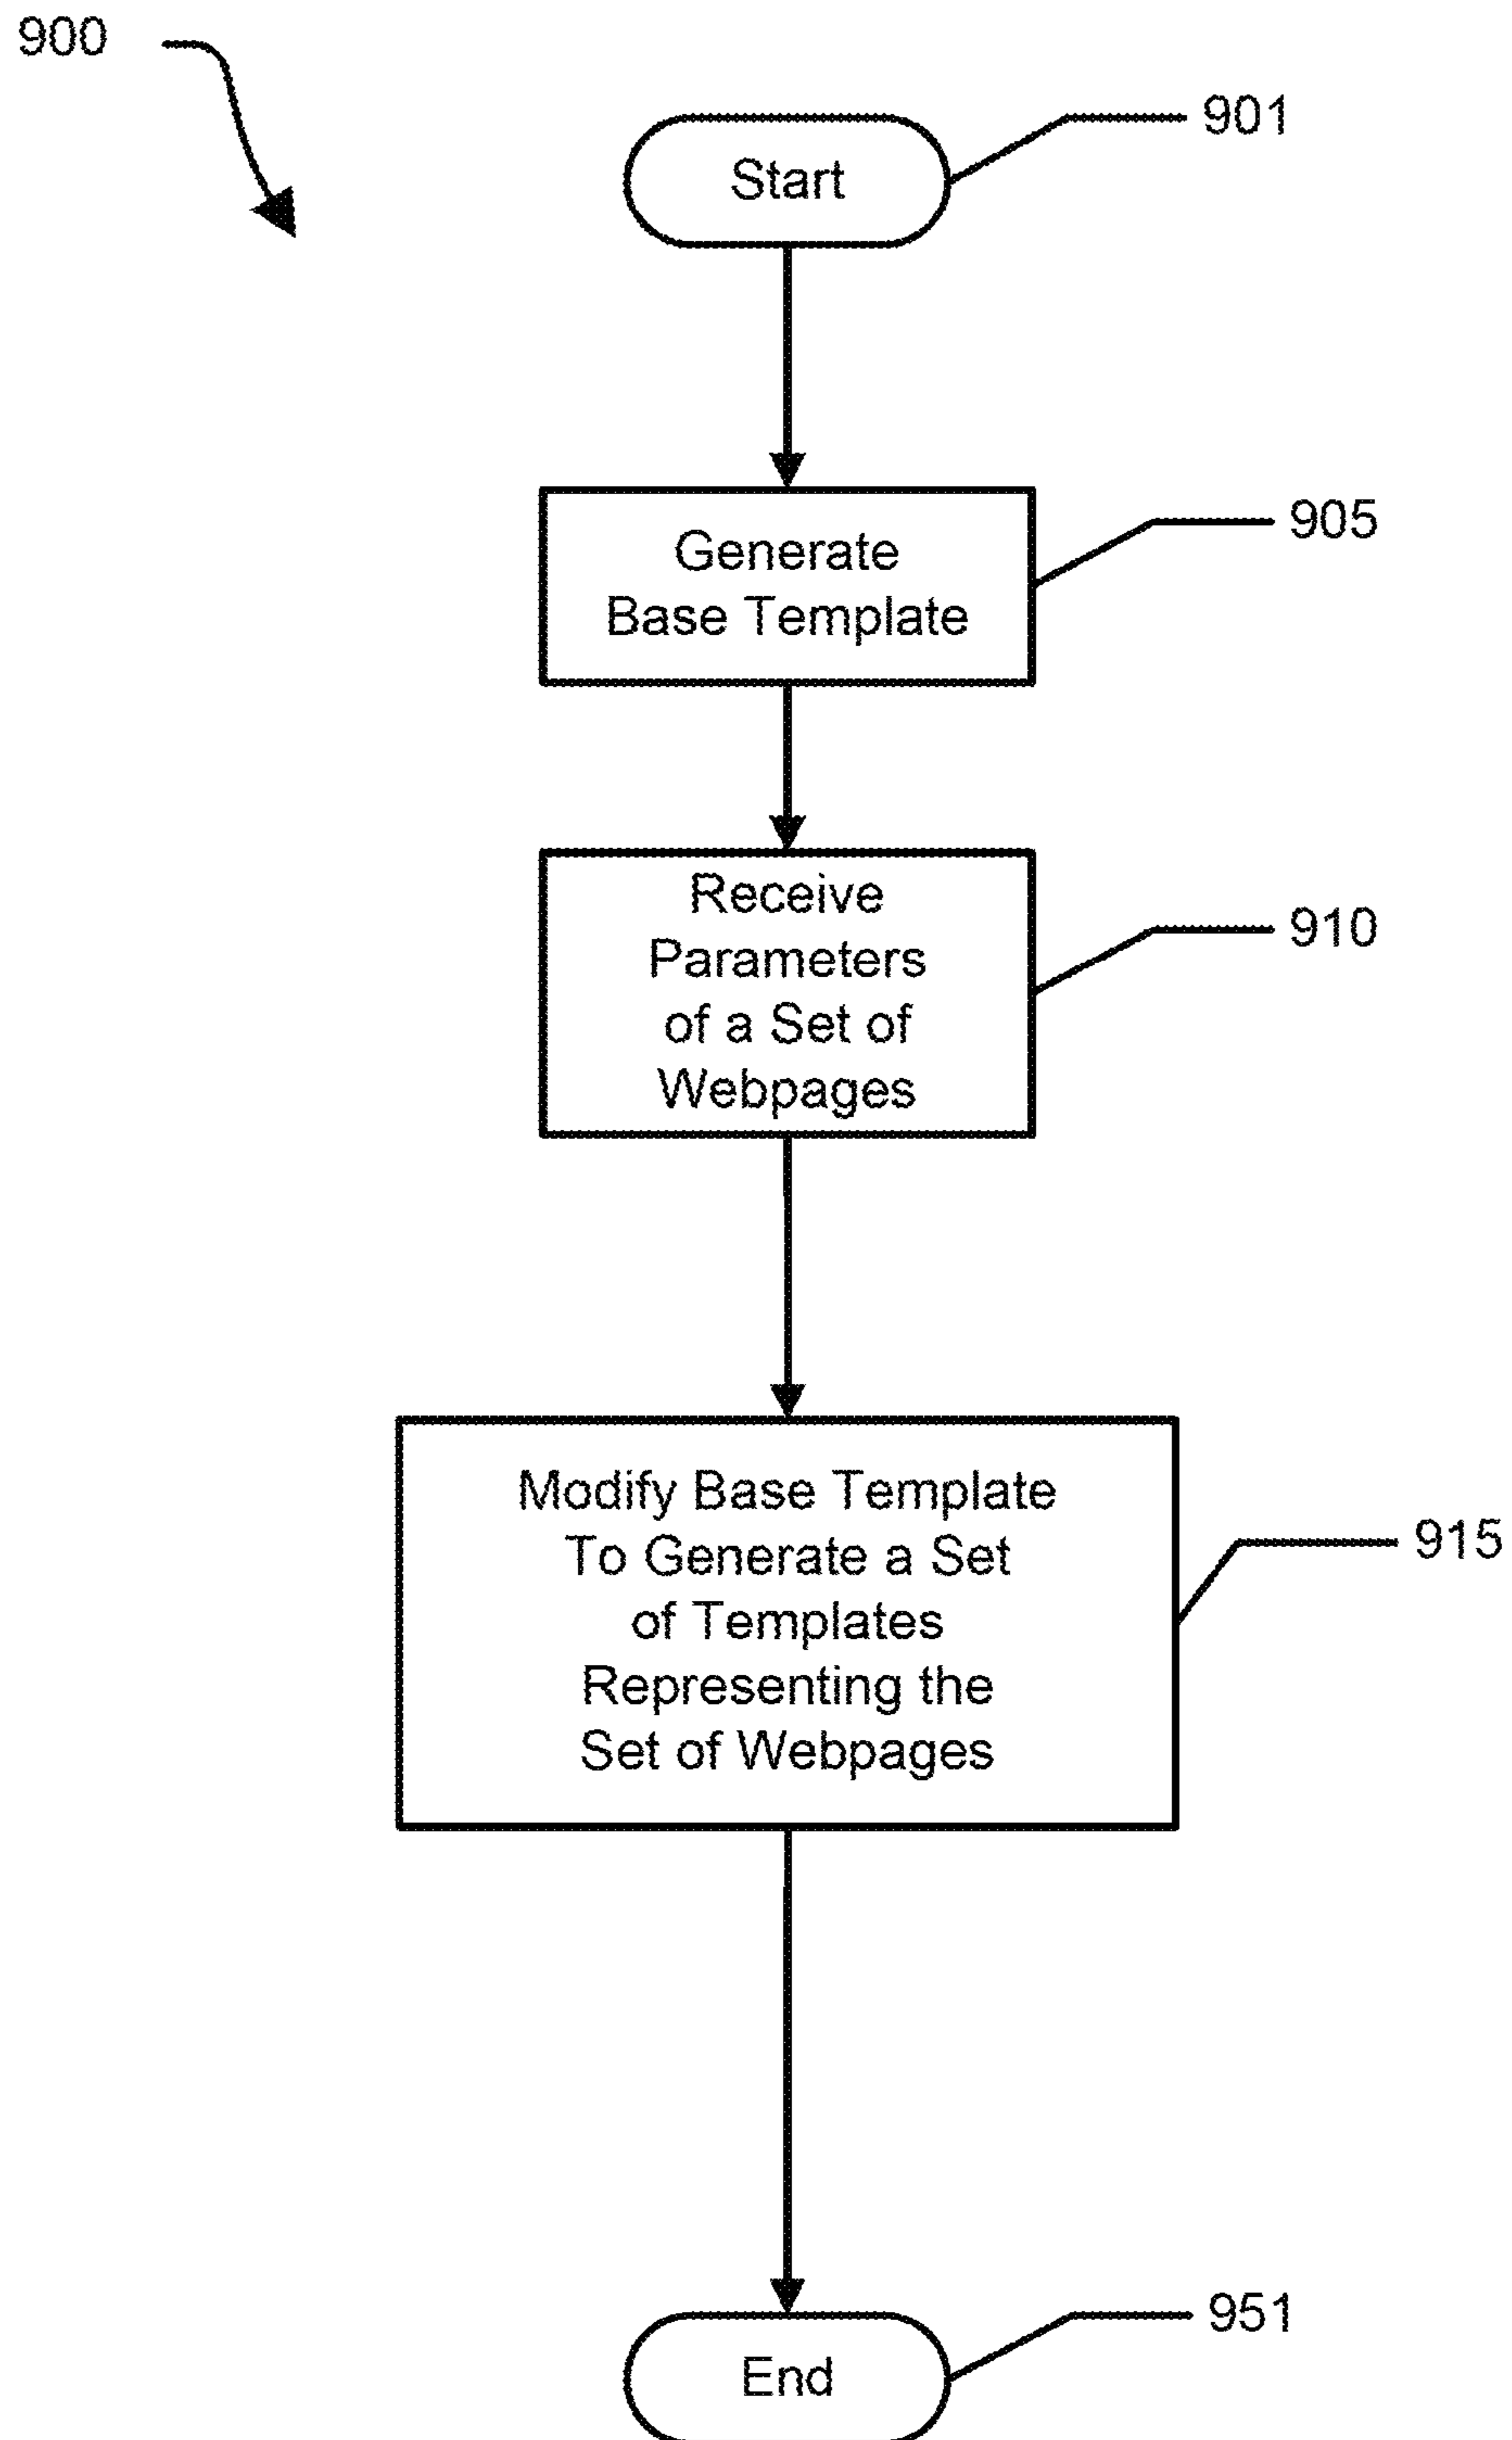 900
901
Start
905
Generate
Base Template
910
Receive
Parameters
of a Set of
Webpages
915
Modify Base Template
To Generate a Set
of Templates
Representing the
Set of Webpages
951
End